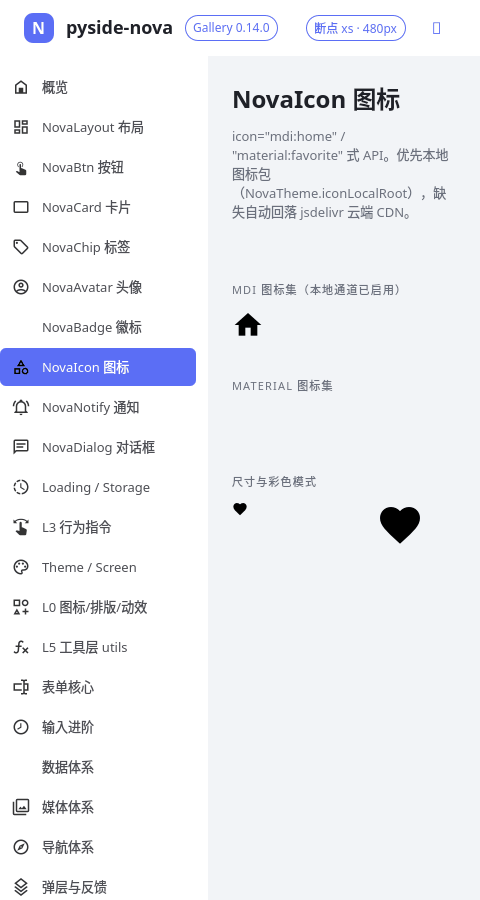 N pyside-nova Gallery 0.14.0 断点 xs · 480px
概览
NovaLayout 布局
NovaBtn 按钮
NovaCard 卡片
NovaChip 标签
NovaAvatar 头像
NovaBadge 徽标
NovaIcon 图标
NovaNotify 通知
NovaDialog 对话框
Loading / Storage
L3 行为指令
Theme / Screen
L0 图标/排版/动效
L5 工具层 utils
表单核心
输入进阶
数据体系
媒体体系
导航体系
弹层与反馈
NovaIcon 图标
icon="mdi:home" /
"material:favorite" 式 API。优先本地
图标包
（NovaTheme.iconLocalRoot），缺
失自动回落 jsdelivr 云端 CDN。
MDI 图标集（本地通道已启用）
MATERIAL 图标集
尺寸与彩色模式